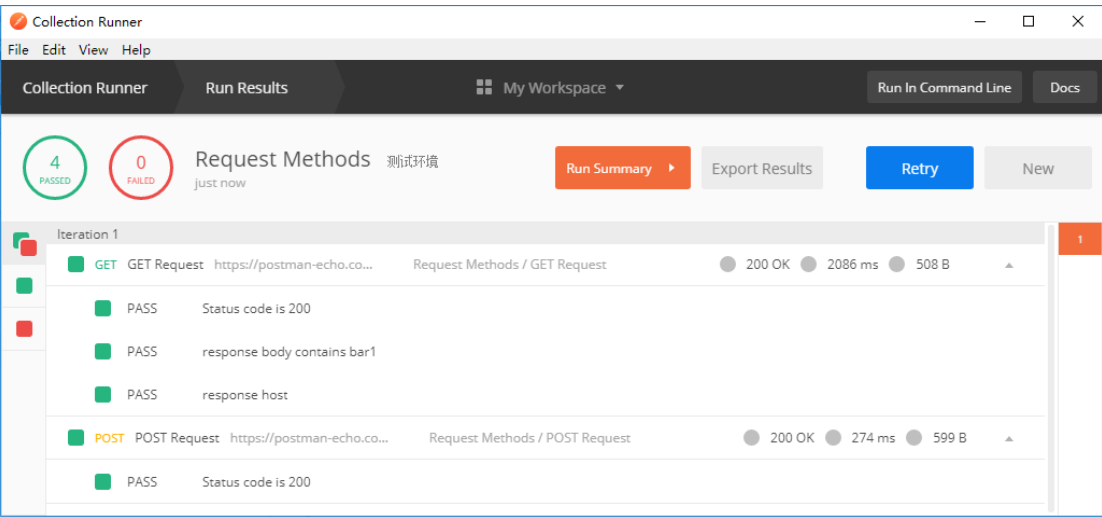 Collection Runner
File Edit View Help
Collection Runner Run Results My Workspace Run In Command Line Docs
4 PASSED 0 FAILED Request Methods 测试环境 just now Run Summary Export Results Retry New
Iteration 1 1
GET GET Request https://postman-echo.co... Request Methods / GET Request 200 OK 2086 ms 508 B
PASS Status code is 200
PASS response body contains bar1
PASS response host
POST POST Request https://postman-echo.co... Request Methods / POST Request 200 OK 274 ms 599 B
PASS Status code is 200